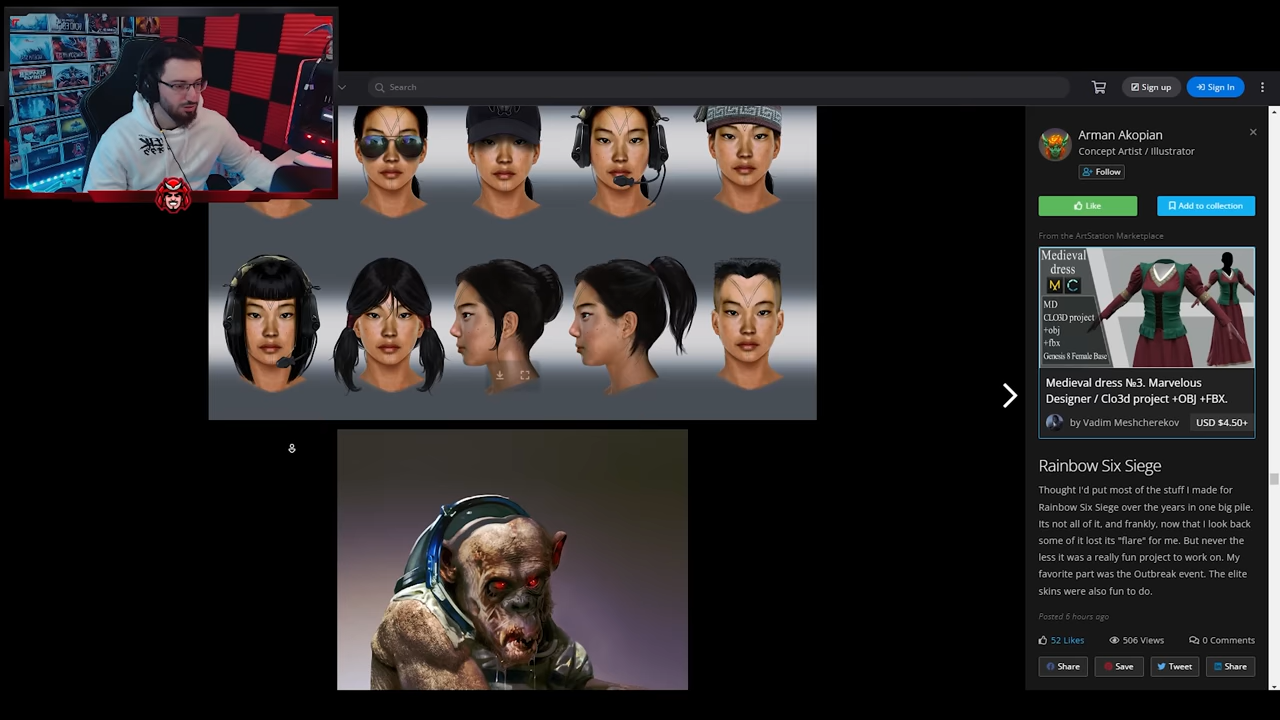 Search
Sign up
Sign In
Arman Akopian
Concept Artist / Illustrator
Follow
Like
Add to collection
From the ArtStation Marketplace
Medieval
dress
M C
MD
CLO3D project
+obj
+fbx
Genesis 8 Female Base
Medieval dress №3. Marvelous
Designer / Clo3d project +OBJ +FBX.
by Vadim Meshcherekov
USD $4.50+
Rainbow Six Siege
Thought I'd put most of the stuff I made for
Rainbow Six Siege over the years in one big pile.
Its not all of it, and frankly, now that I look back
some of it lost its "flare" for me. But never the
less it was a really fun project to work on. My
favorite part was the Outbreak event. The elite
skins were also fun to do.
Posted 6 hours ago
52 Likes
506 Views
0 Comments
Share
Save
Tweet
Share